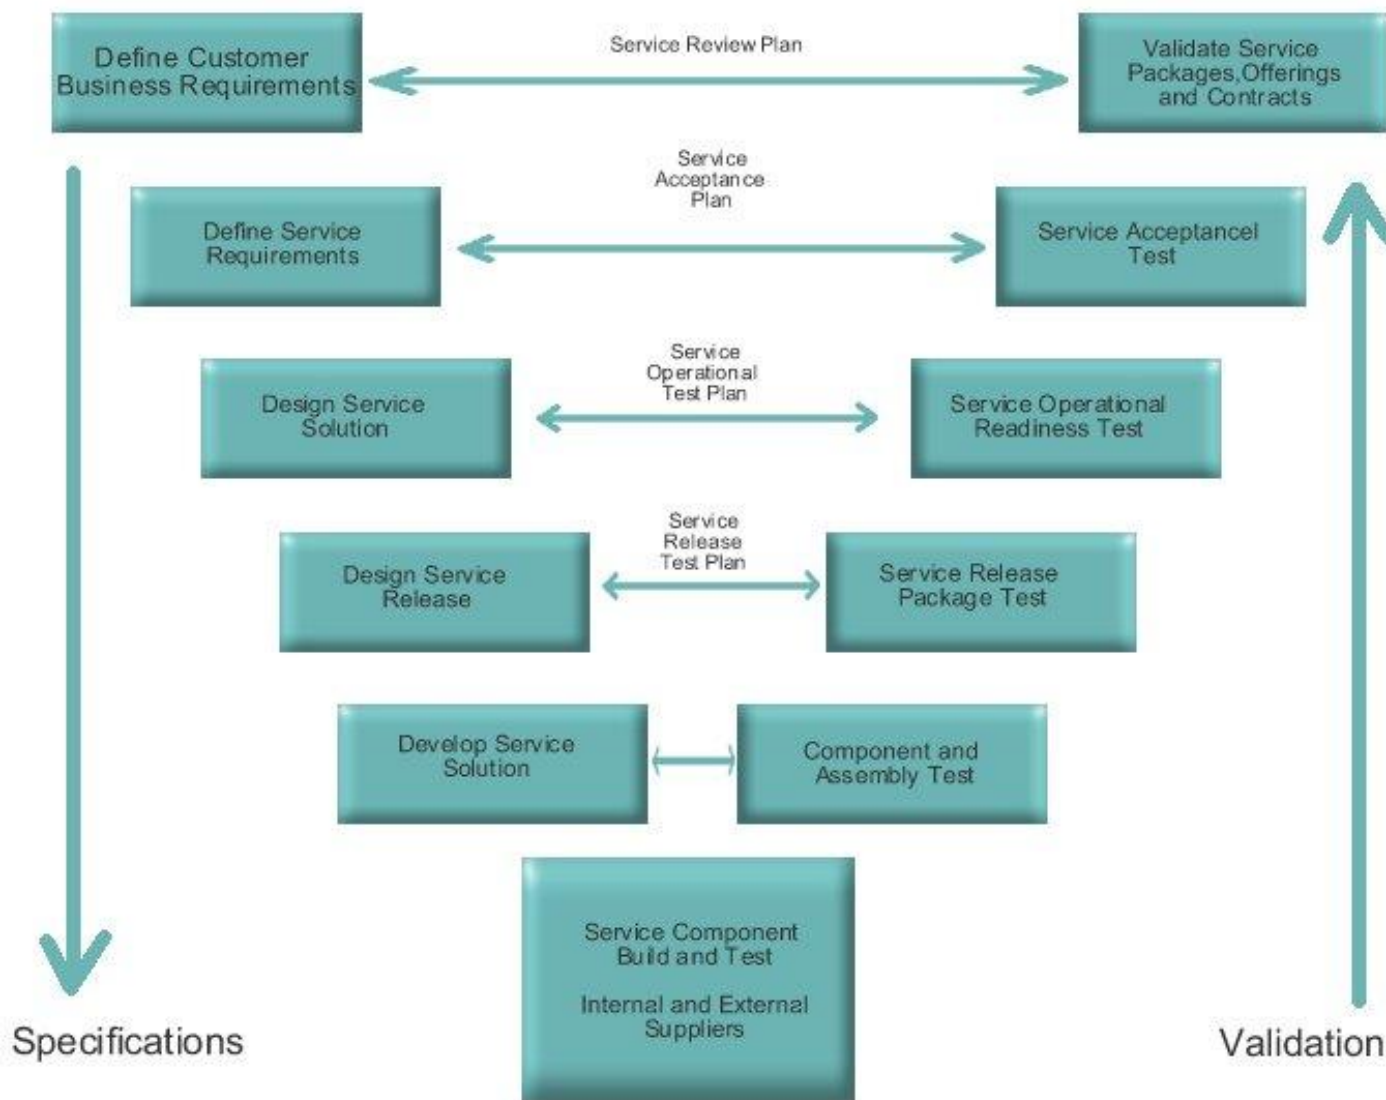 Define Customer
Business Requirements
Service Review Plan
Validate Service
Packages,Offerings
and Contracts
Service
Acceptance
Plan
Define Service
Requirements
Service Acceptancel
Test
Service
Operational
Test Plan
Design Service
Solution
Service Operational
Readiness Test
Service
Release
Test Plan
Design Service
Release
Service Release
Package Test
Develop Service
Solution
Component and
Assembly Test
Service Component
Build and Test
Internal and External
Suppliers
Specifications
Validation